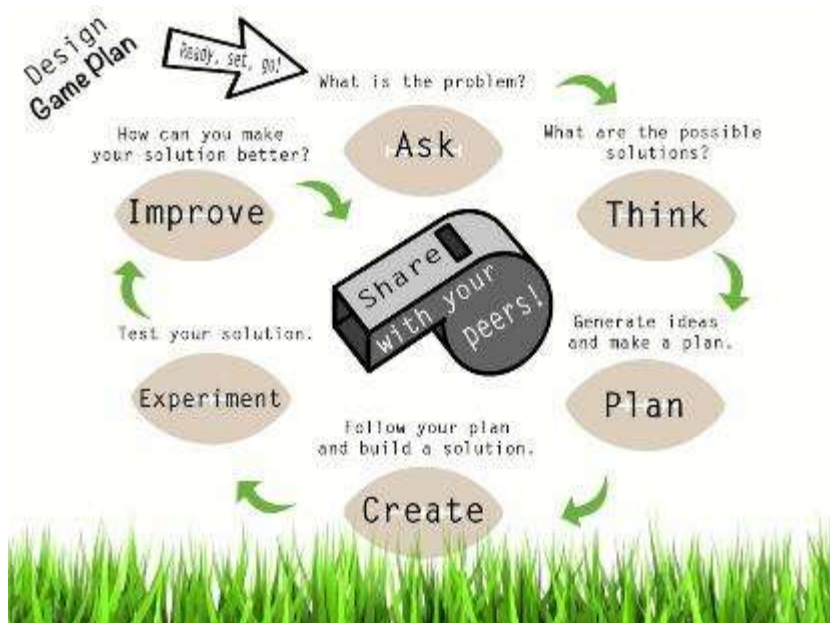 Design
Game Plan
Ready, set, go!
What is the problem?
Ask
What are the possible
solutions?
Think
Generate ideas
and make a plan.
Plan
Follow your plan
and build a solution.
Create
Test your solution.
Experiment
How can you make
your solution better?
Improve
Share
with your
peers!